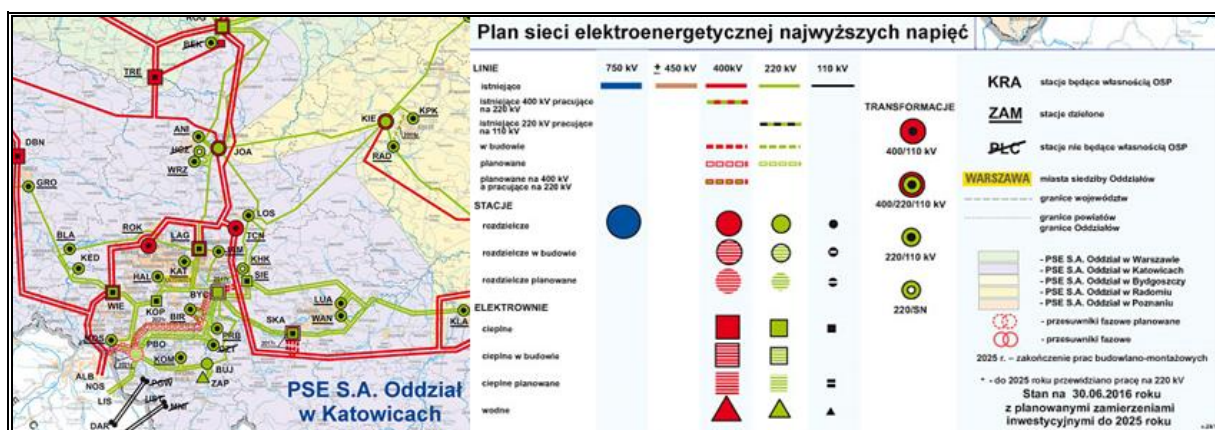 ROG
BEK
TRE
KIE
KPK
RAD
ANI
HCZ
JOA
WRZ
DBN
GRO
LOS
ROK
LAG
TCN
BLA
KED
KAT
KHK
HAL
SIE
BYC
WIE
KOP
BIR
LUA
SKA
WAN
KLA
PRB
PBO
KOM
CZT
BUJ
ALB
NOS
LIS
ZAP
DAR
PSE S.A. Oddział
w Katowicach
Plan sieci elektroenergetycznej najwyższych napięć
LINIE 750 kV ± 450 kV 400kV 220 kV 110 kV
istniejące
istniejące 400 kV pracujące
na 220 kV
istniejące 220 kV pracujące
na 110 kV
w budowie
planowane
planowane na 400 kV
a pracujące na 220 kV
STACJE
rozdzielcze
rozdzielcze w budowie
rozdzielcze planowane
ELEKTROWNIE
cieplne
cieplne w budowie
cieplne planowane
wodne
TRANSFORMACJE
400/110 kV
400/220/110 kV
220/110 kV
220/SN
KRA stacje będące własnością OSP
ZAM stacje dzielone
PLC stacje nie będące własnością OSP
WARSZAWA miasta siedziby Oddziałów
granice województw
granice powiatów
granice Oddziałów
- PSE S.A. Oddział w Warszawie
- PSE S.A. Oddział w Katowicach
- PSE S.A. Oddział w Bydgoszczy
- PSE S.A. Oddział w Radomiu
- PSE S.A. Oddział w Poznaniu
- przesuwniki fazowe planowane
- przesuwniki fazowe
2025 r. – zakończenie prac budowlano-montażowych
* - do 2025 roku przewidziano pracę na 220 kV
Stan na 30.06.2016 roku
z planowanymi zamierzeniami
inwestycyjnymi do 2025 roku